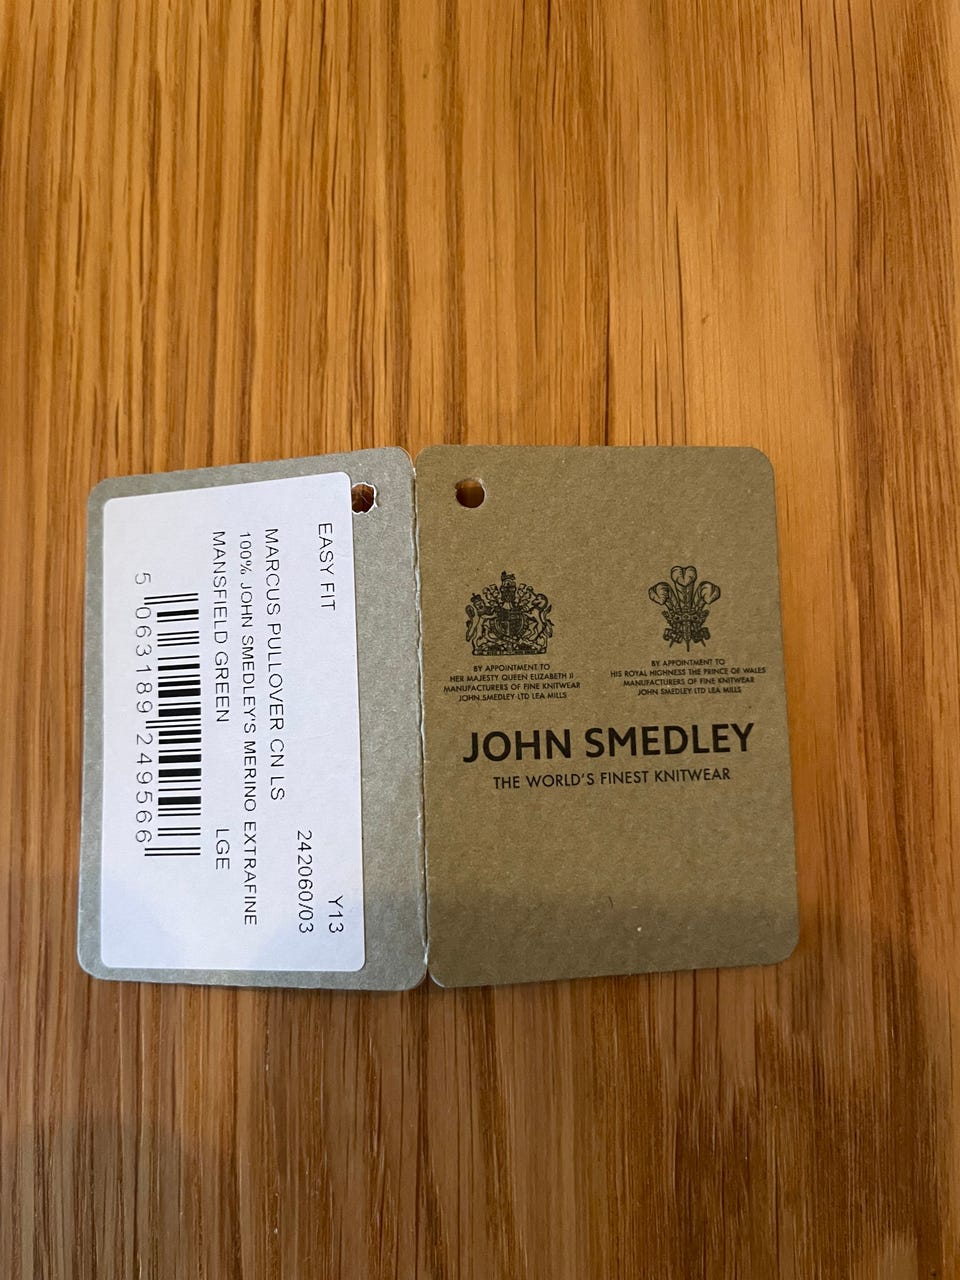 EASY FIT
Y13
242060/03
MARCUS PULLOVER CN LS
100% JOHN SMEDLEY'S MERINO EXTRAFINE
MANSFIELD GREEN LGE
5 063189 249566
BY APPOINTMENT TO
HER MAJESTY QUEEN ELIZABETH II
MANUFACTURERS OF FINE KNITWEAR
JOHN SMEDLEY LTD LEA MILLS
BY APPOINTMENT TO
HIS ROYAL HIGHNESS THE PRINCE OF WALES
MANUFACTURERS OF FINE KNITWEAR
JOHN SMEDLEY LTD LEA MILLS
JOHN SMEDLEY
THE WORLD'S FINEST KNITWEAR